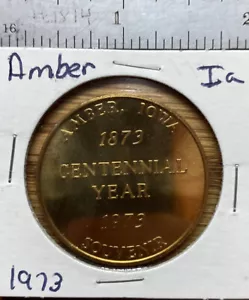 16 1 2
Amber Ia
AMBER, IOWA
1873
CENTENNIAL
YEAR
1973
SOUVENIR
1973